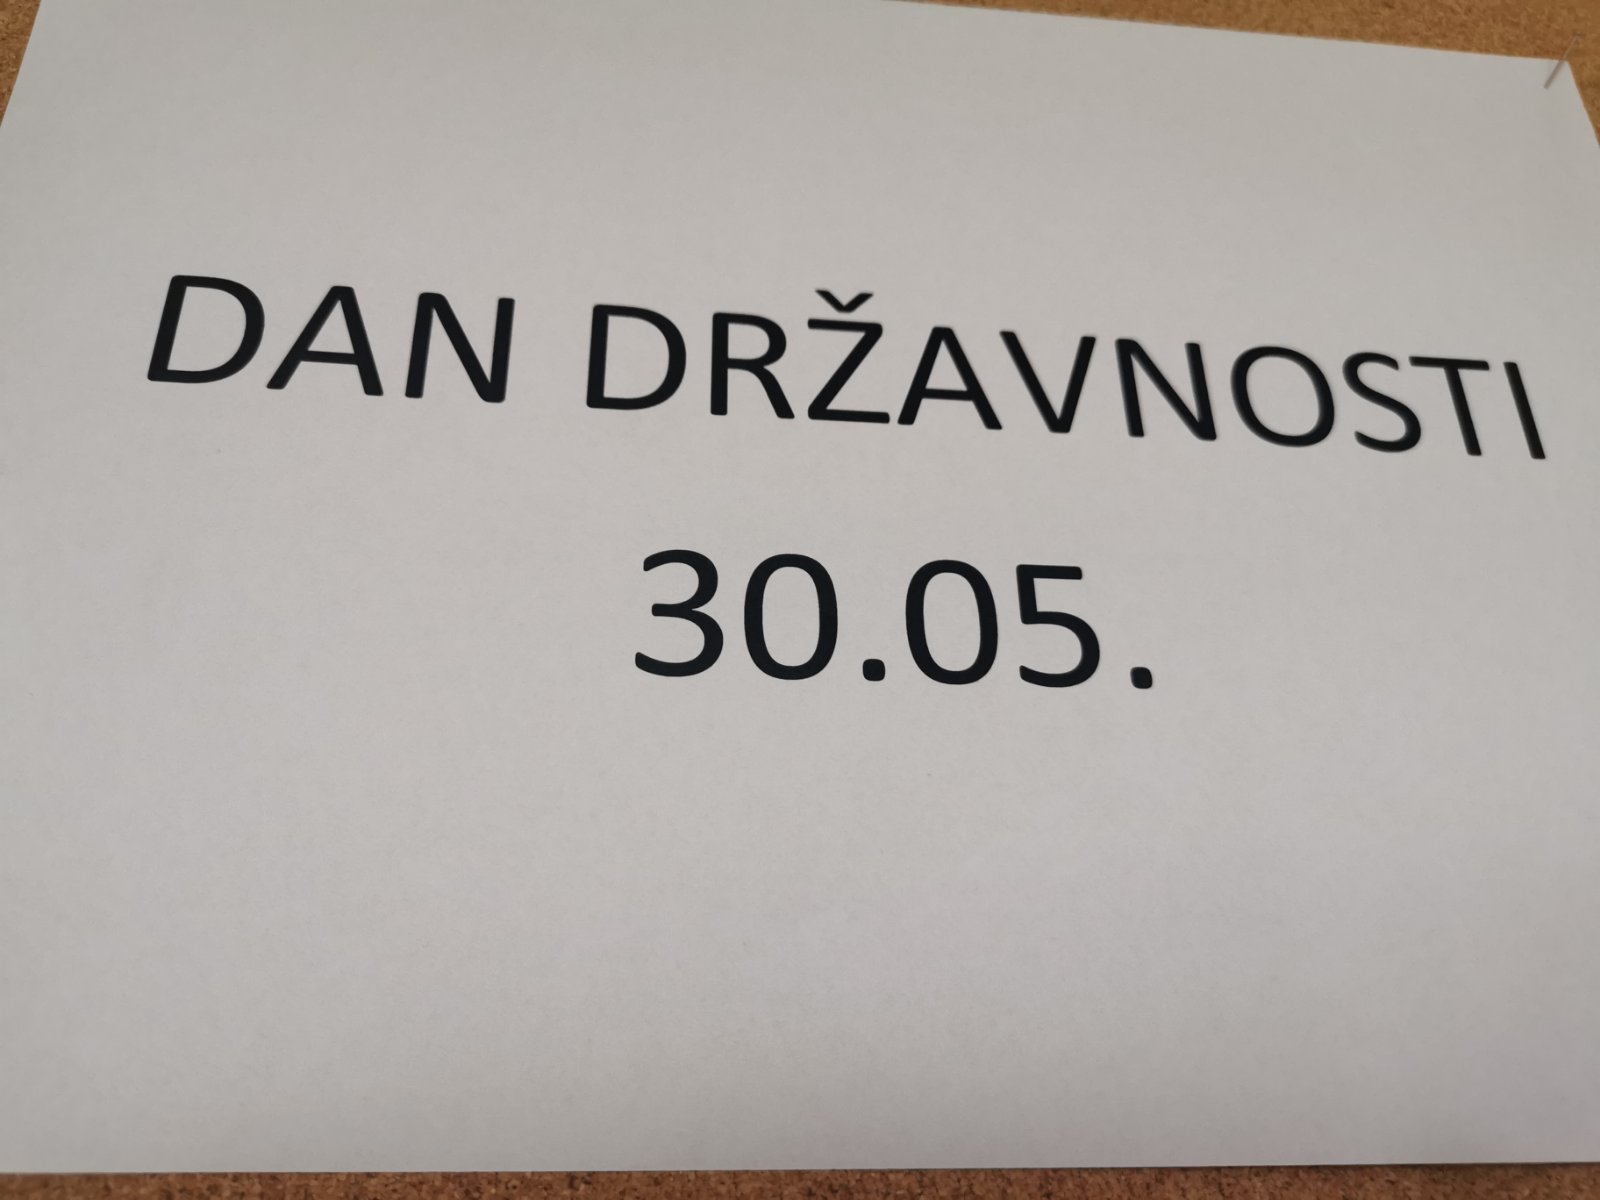 DAN DRŽAVNOSTI
30.05.